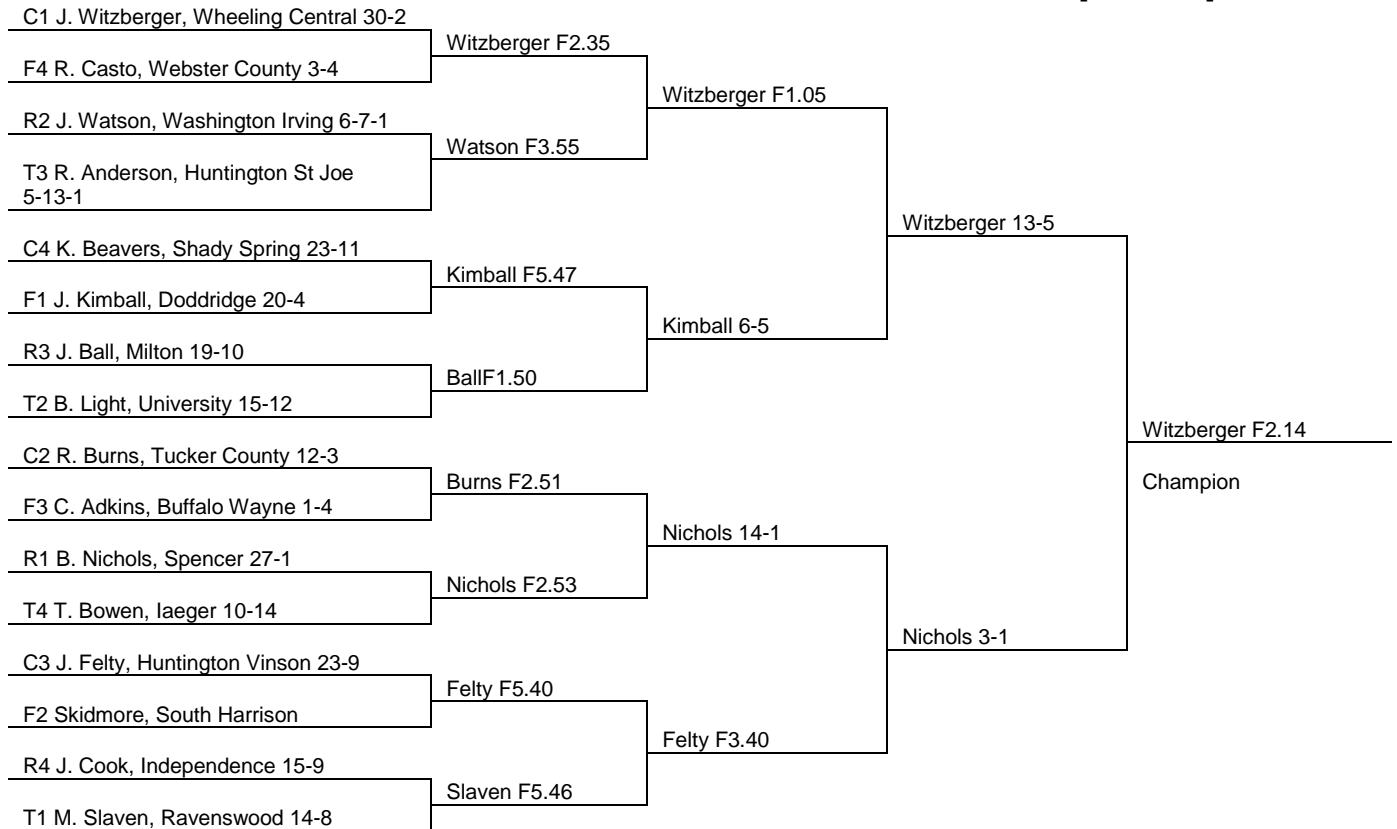 C1 J. Witzberger, Wheeling Central 30-2
Witzberger F2.35
F4 R. Casto, Webster County 3-4
Witzberger F1.05
R2 J. Watson, Washington Irving 6-7-1
Watson F3.55
T3 R. Anderson, Huntington St Joe
5-13-1
Witzberger 13-5
C4 K. Beavers, Shady Spring 23-11
Kimball F5.47
F1 J. Kimball, Doddridge 20-4
Kimball 6-5
R3 J. Ball, Milton 19-10
BallF1.50
T2 B. Light, University 15-12
Witzberger F2.14
C2 R. Burns, Tucker County 12-3
Burns F2.51
Champion
F3 C. Adkins, Buffalo Wayne 1-4
Nichols 14-1
R1 B. Nichols, Spencer 27-1
Nichols F2.53
T4 T. Bowen, Iaeger 10-14
Nichols 3-1
C3 J. Felty, Huntington Vinson 23-9
Felty F5.40
F2 Skidmore, South Harrison
Felty F3.40
R4 J. Cook, Independence 15-9
Slaven F5.46
T1 M. Slaven, Ravenswood 14-8